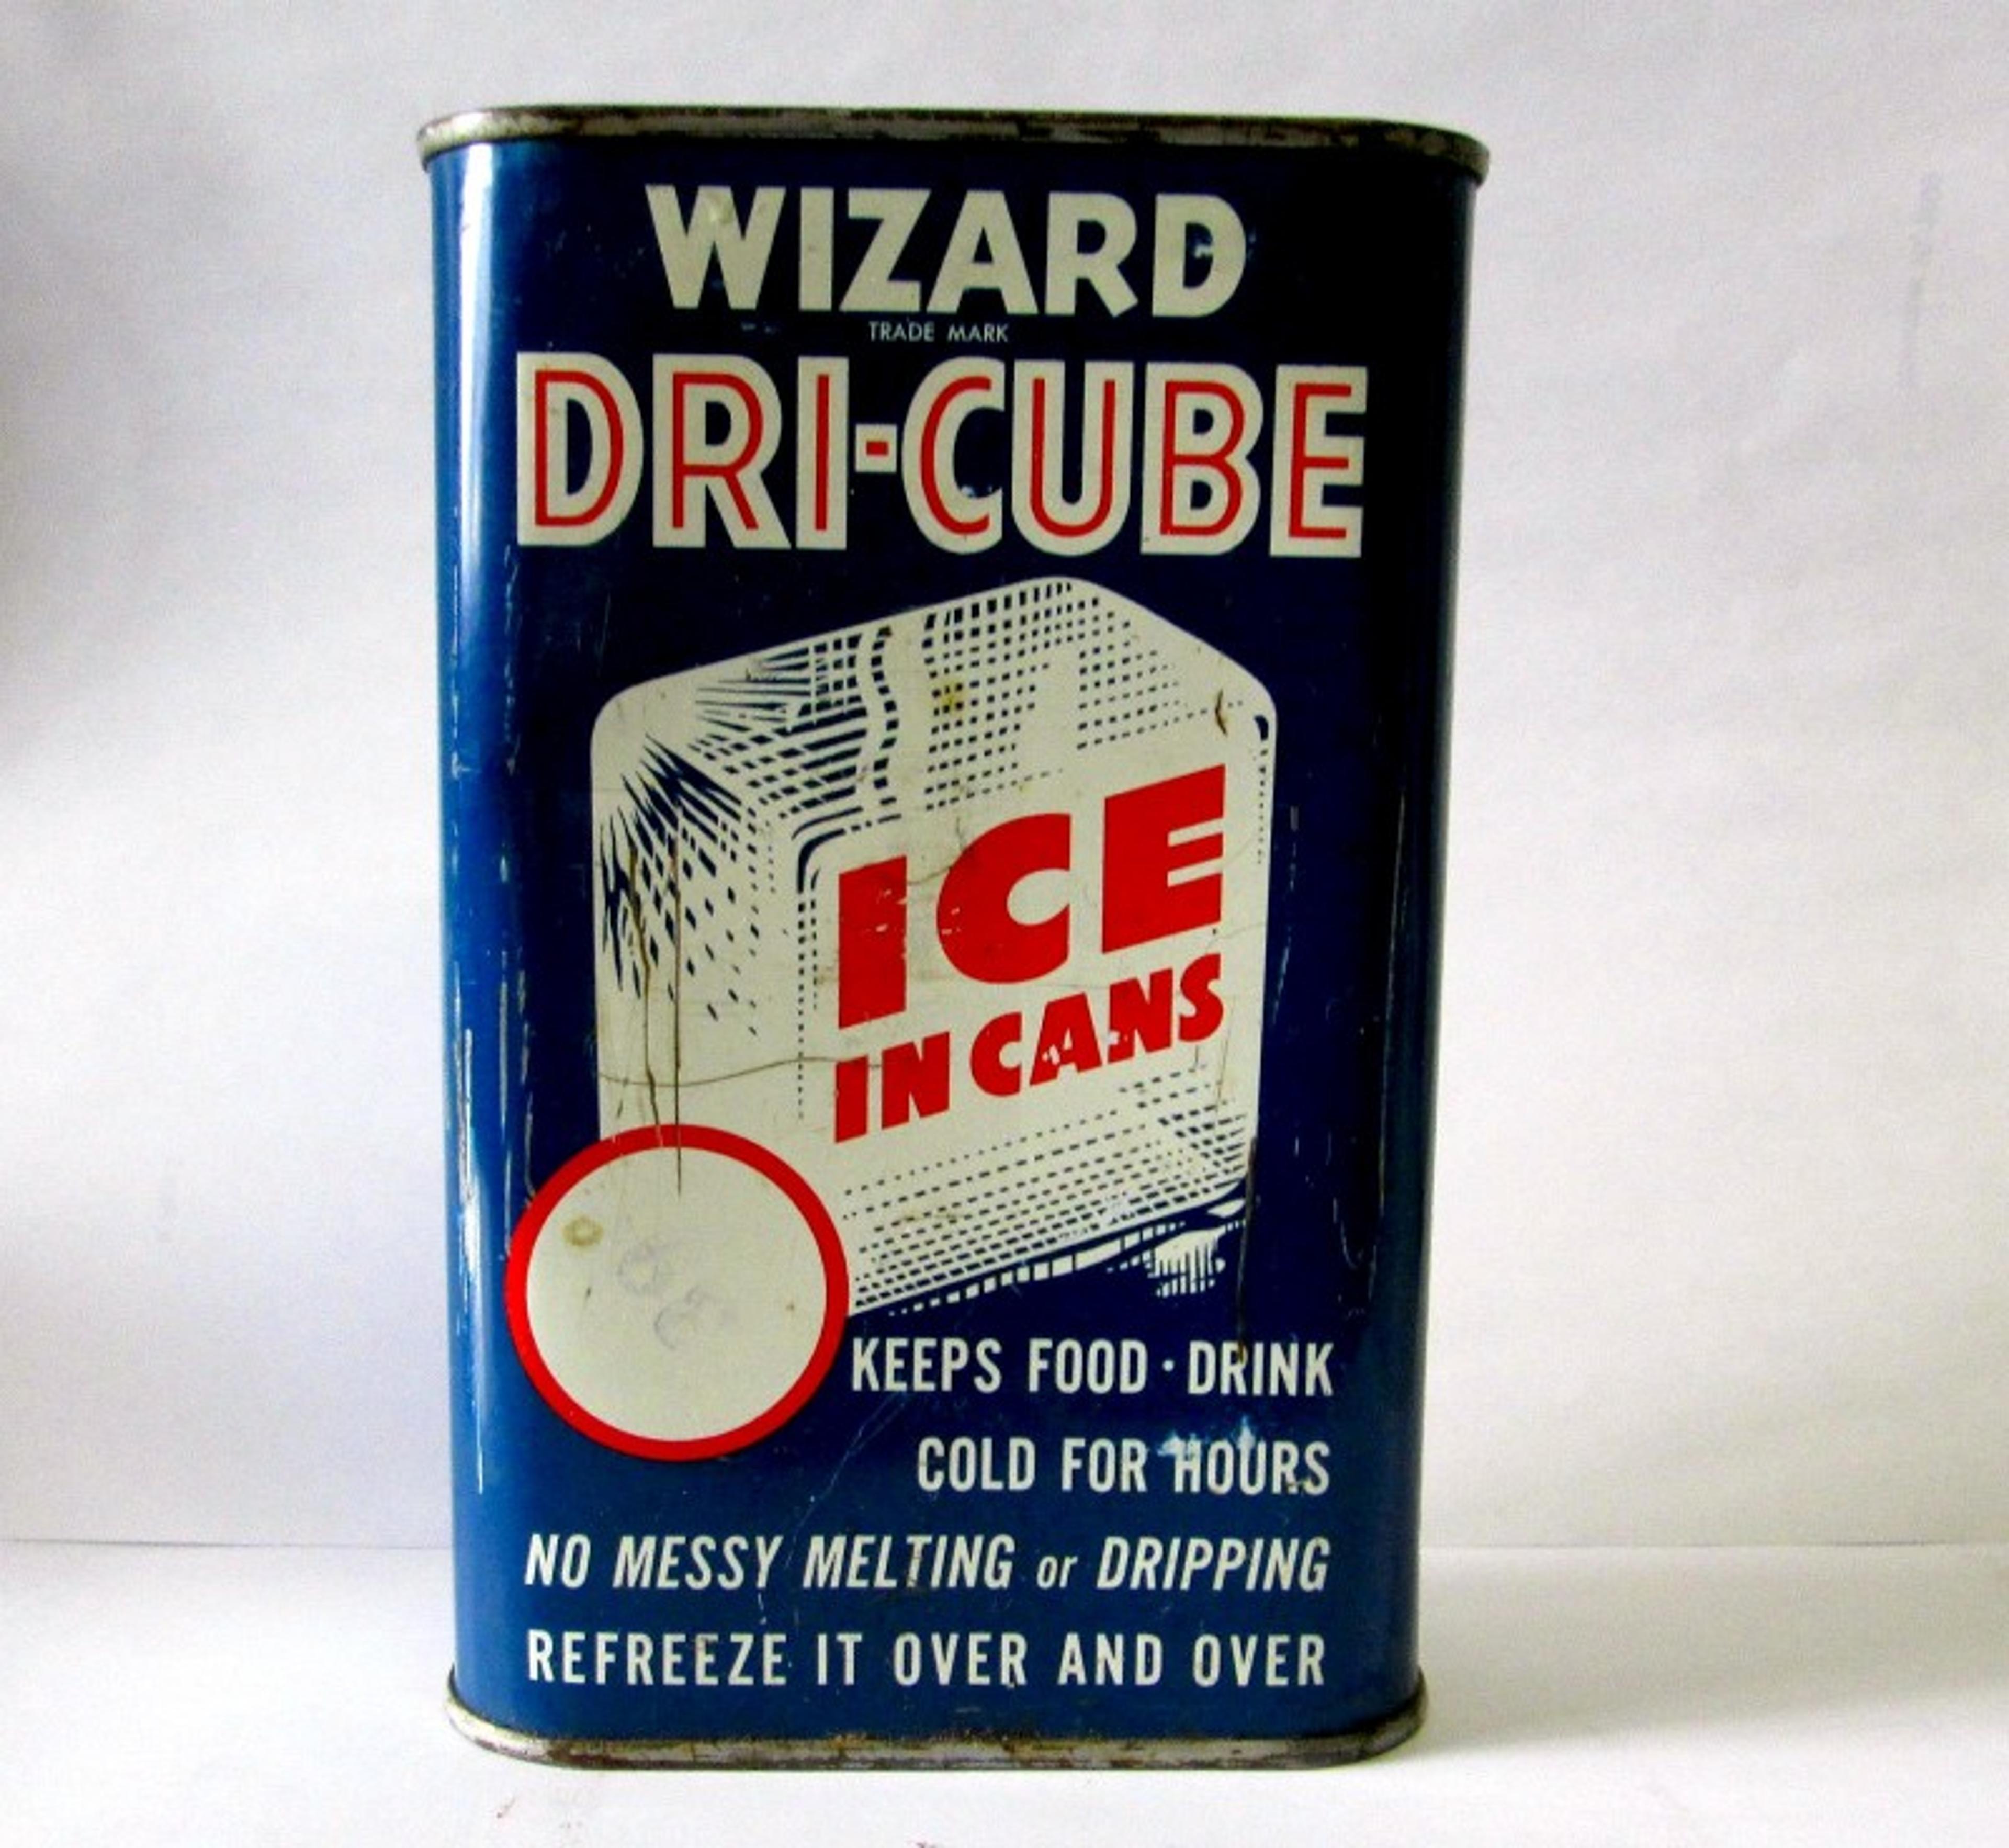 WIZARD
TRADE MARK
DRI-CUBE
ICE
IN CANS
KEEPS FOOD · DRINK
COLD FOR HOURS
NO MESSY MELTING or DRIPPING
REFREEZE IT OVER AND OVER